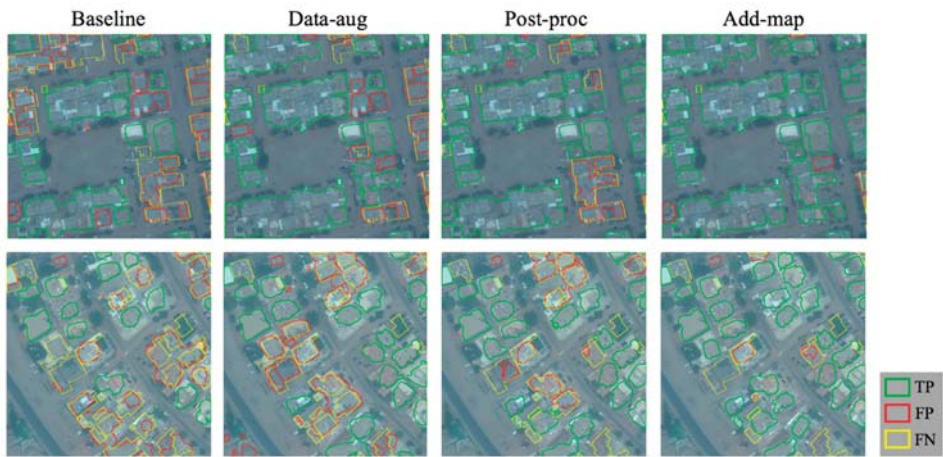 Baseline
Data-aug
Post-proc
Add-map
TP
FP
FN